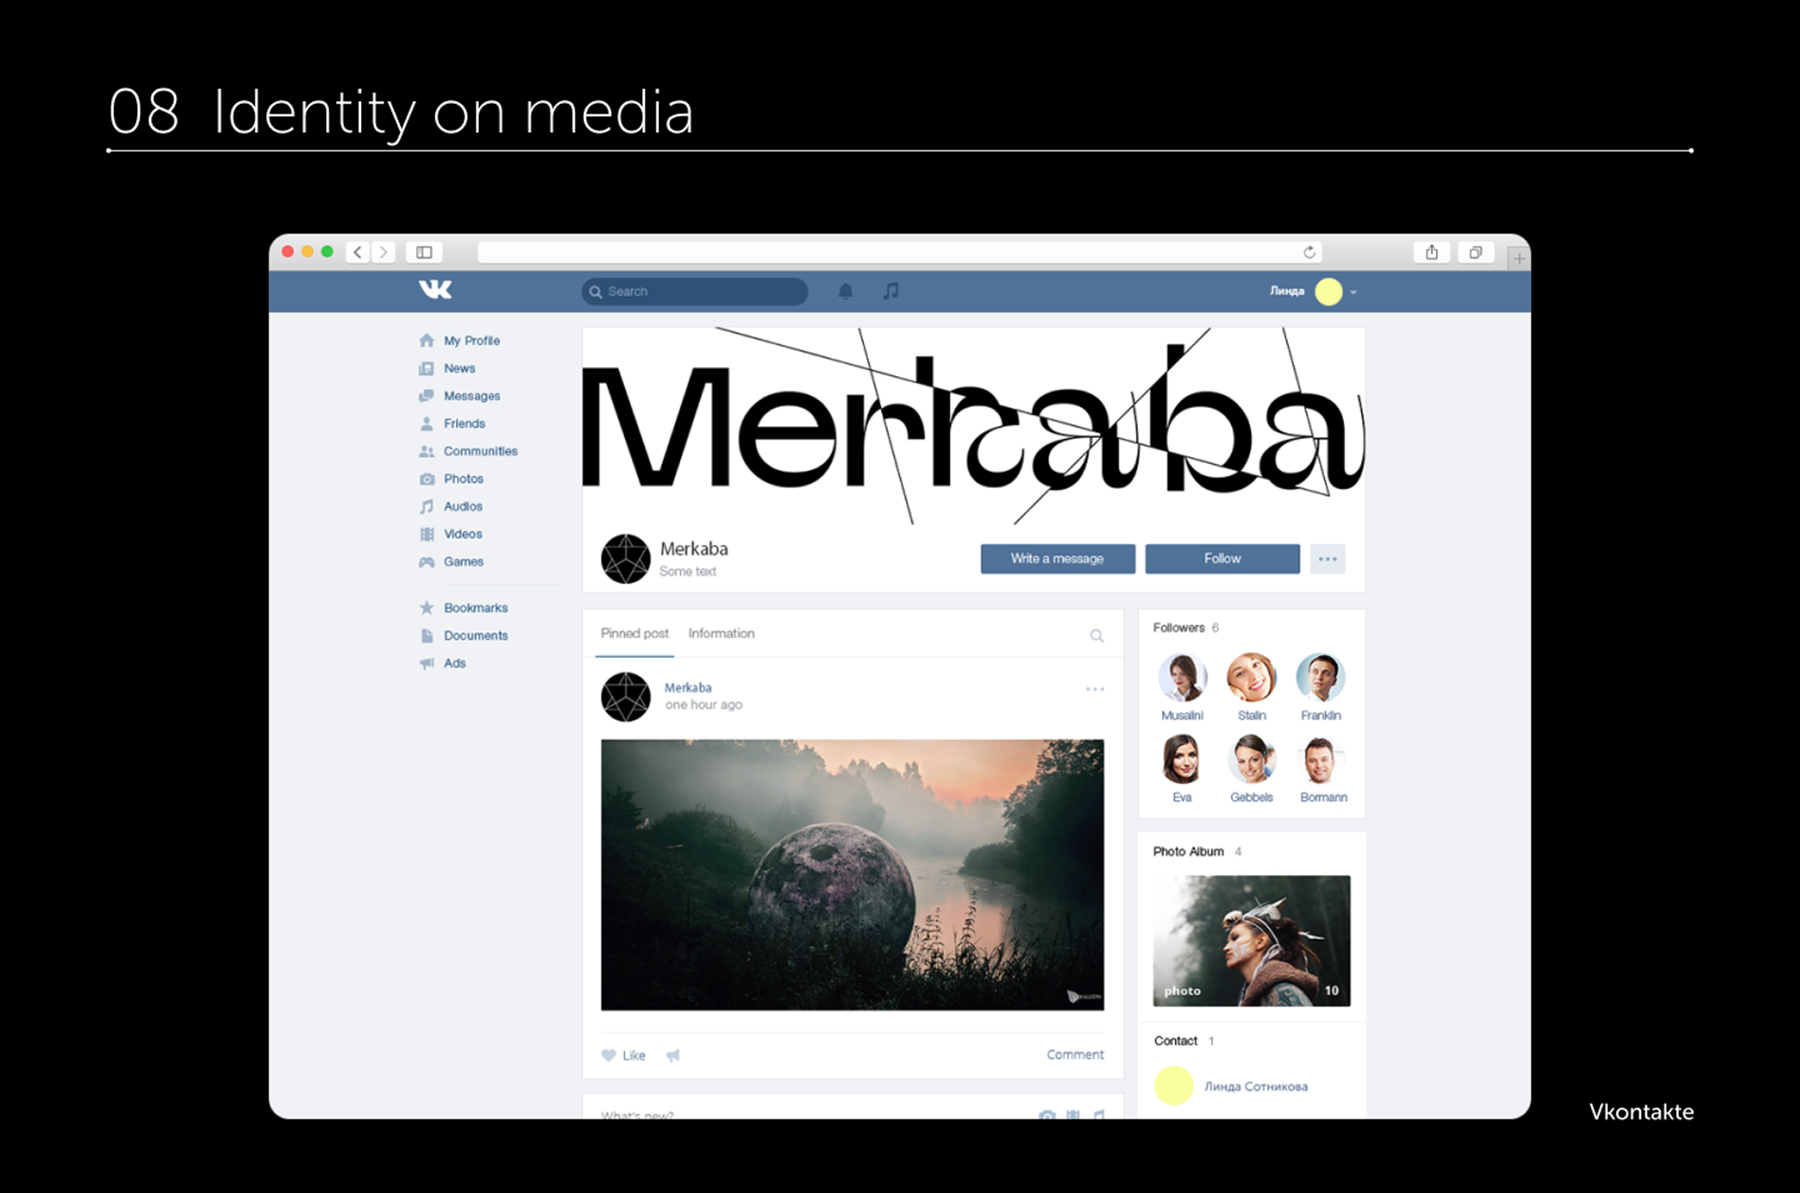 08 Identity on media
Search
Линда
My Profile
News
Messages
Friends
Communities
Photos
Audios
Videos
Games
Bookmarks
Documents
Ads
Merkaba
Merkaba
Some text
Write a message
Follow
Pinned post Information
Merkaba
one hour ago
Like
Comment
What's new?
Followers 6
Musalini Stalin Franklin
Eva Gebbels Bormann
Photo Album 4
photo 10
Contact 1
Линда Сотникова
Vkontakte